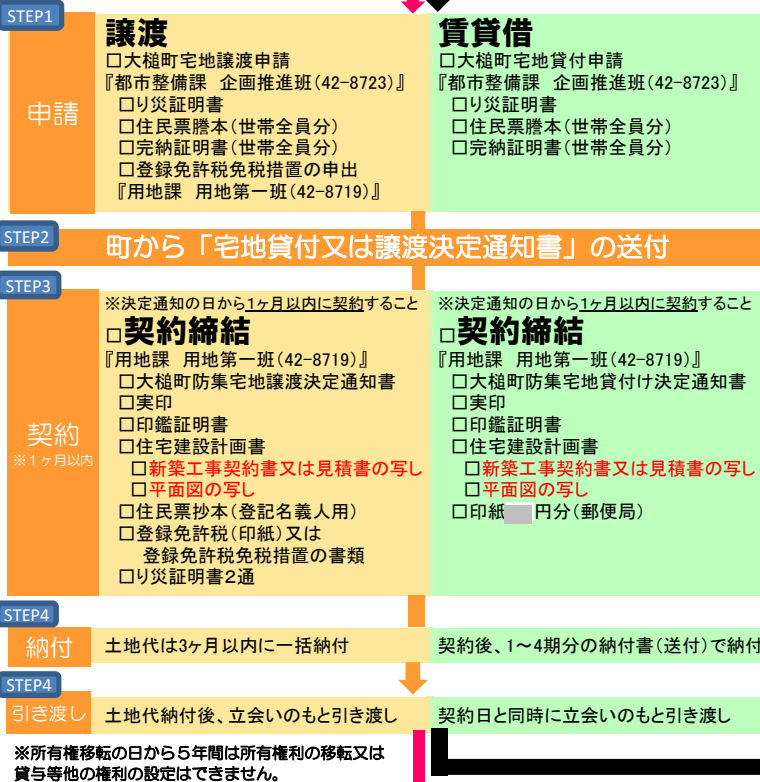 STEP1
申請
譲渡
□大槌町宅地譲渡申請
『都市整備課 企画推進班(42-8723)』
□り災証明書
□住民票謄本(世帯全員分)
□完納証明書(世帯全員分)
□登録免許税免税措置の申出
『用地課 用地第一班(42-8719)』
賃貸借
□大槌町宅地貸付申請
『都市整備課 企画推進班(42-8723)』
□り災証明書
□住民票謄本(世帯全員分)
□完納証明書(世帯全員分)
STEP2
町から「宅地貸付又は譲渡決定通知書」の送付
STEP3
契約
※1ヶ月以内
※決定通知の日から1ヶ月以内に契約すること
□契約締結
『用地課 用地第一班(42-8719)』
□大槌町防集宅地譲渡決定通知書
□実印
□印鑑証明書
□住宅建設計画書
□新築工事契約書又は見積書の写し
□平面図の写し
□住民票抄本(登記名義人用)
□登録免許税(印紙)又は
登録免許税免税措置の書類
□り災証明書2通
※決定通知の日から1ヶ月以内に契約すること
□契約締結
『用地課 用地第一班(42-8719)』
□大槌町防集宅地貸付け決定通知書
□実印
□印鑑証明書
□住宅建設計画書
□新築工事契約書又は見積書の写し
□平面図の写し
□印紙 円分(郵便局)
STEP4
納付
土地代は3ヶ月以内に一括納付
契約後、1~4期分の納付書(送付)で納付
STEP4
引き渡し
土地代納付後、立会いのもと引き渡し
契約日と同時に立会いのもと引き渡し
※所有権移転の日から5年間は所有権利の移転又は
貸与等他の権利の設定はできません。